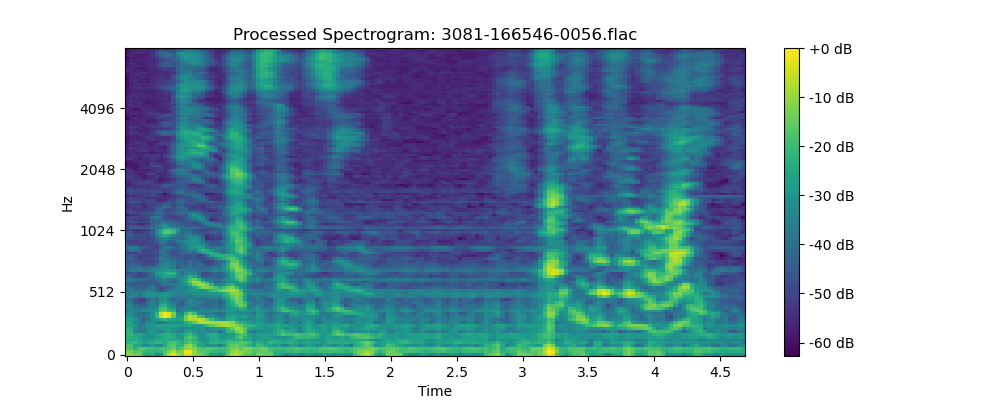 Processed Spectrogram: 3081-166546-0056.flac
+0 dB
-10 dB
-20 dB
-30 dB
-40 dB
-50 dB
-60 dB
4096
2048
1024
512
0
Hz
0 0.5 1 1.5 2 2.5 3 3.5 4 4.5
Time